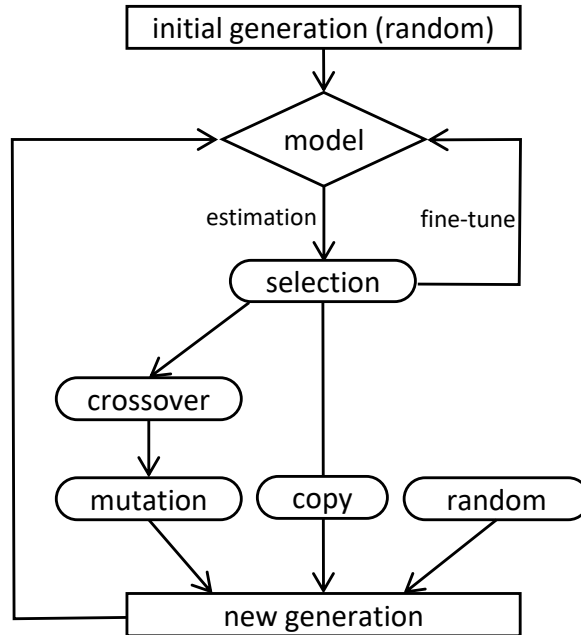 initial generation (random)
model
estimation
fine-tune
selection
crossover
mutation
copy
random
new generation